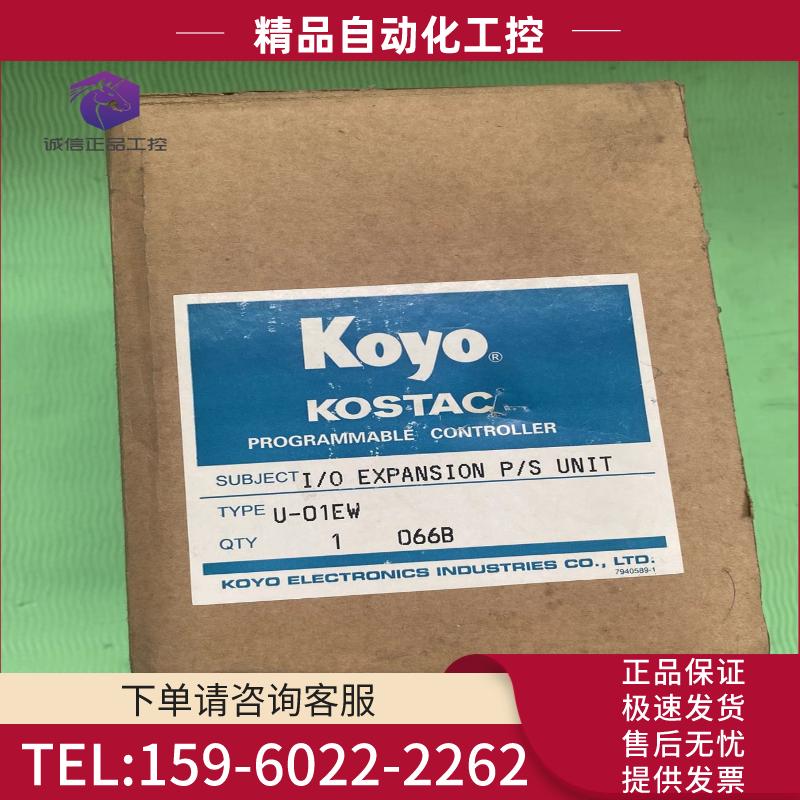 精品自动化工控
诚信正品工控
Koyo®
KOSTAC
PROGRAMMABLE CONTROLLER
SUBJECT I/O EXPANSION P/S UNIT
TYPE U-01EW
QTY 1 066B
KOYO ELECTRONICS INDUSTRIES CO., LTD.
7940589-1
下单请咨询客服
TEL:159-6022-2262
正品保证
极速发货
售后无忧
提供发票